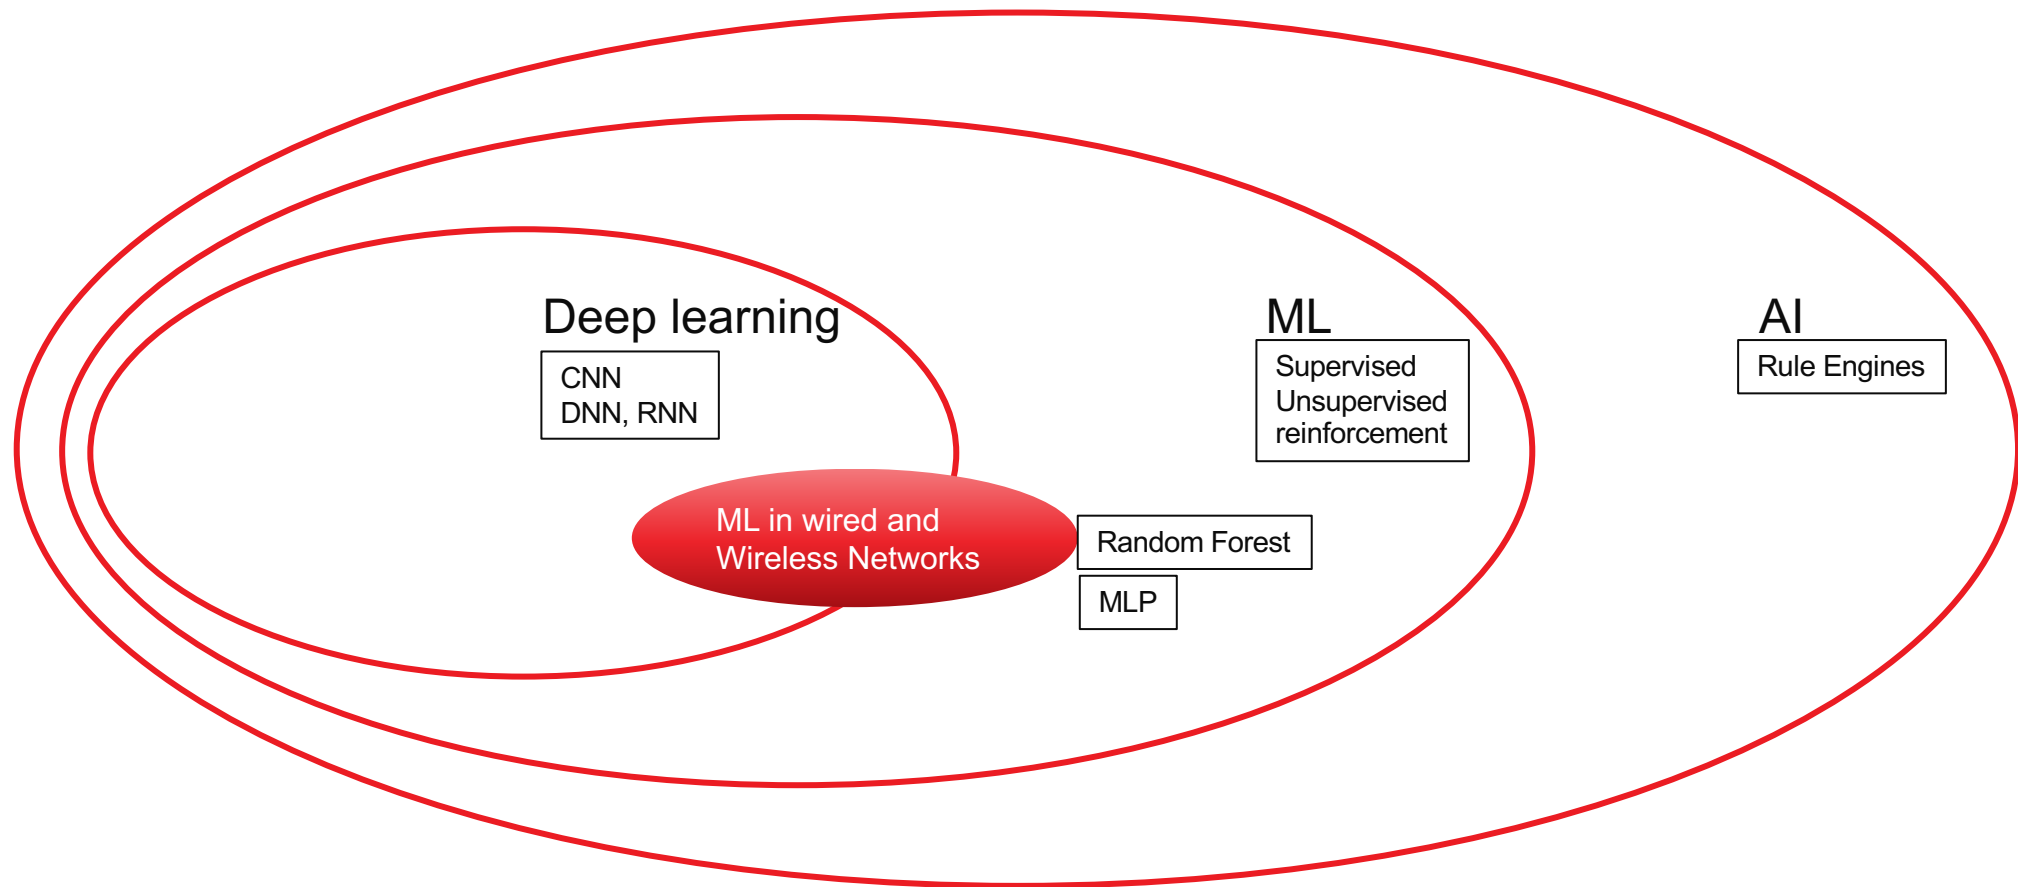 Deep learning
CNN
DNN, RNN
ML
Supervised
Unsupervised
reinforcement
AI
Rule Engines
ML in wired and
Wireless Networks
Random Forest
MLP